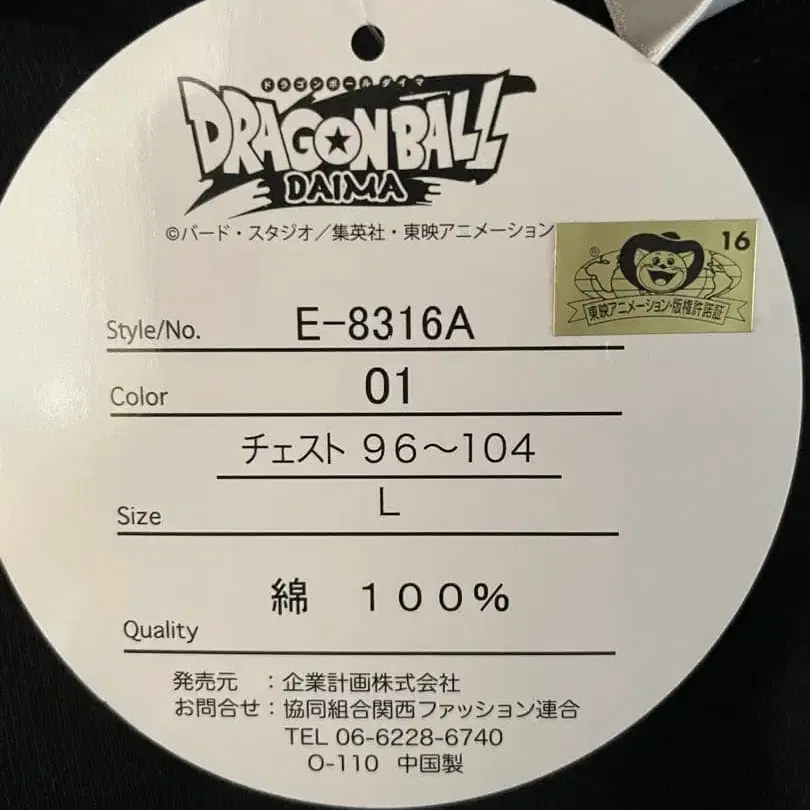 ドラゴンボールダイマ
DRAGON BALL
DAIMA
©バード・スタジオ／集英社・東映アニメーション
® 16
東映アニメーション・版権許諾証
Style/No. E-8316A
Color 01
チェスト 96～104
Size L
綿 100%
Quality
発売元 ：企業計画株式会社
お問合せ：協同組合関西ファッション連合
TEL 06-6228-6740
O-110 中国製